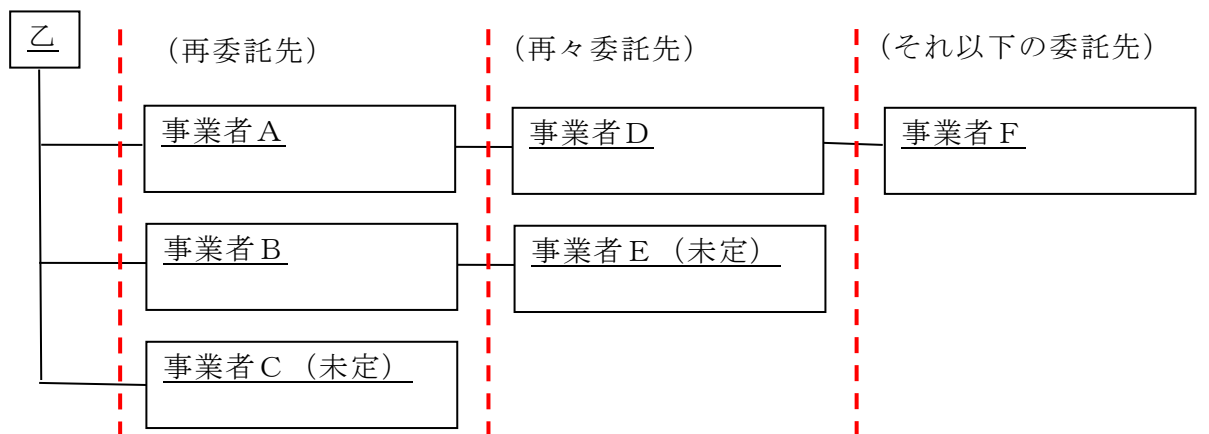 乙
（再委託先）
（再々委託先）
（それ以下の委託先）
事業者Ａ
事業者Ｄ
事業者Ｆ
事業者Ｂ
事業者Ｅ（未定）
事業者Ｃ（未定）